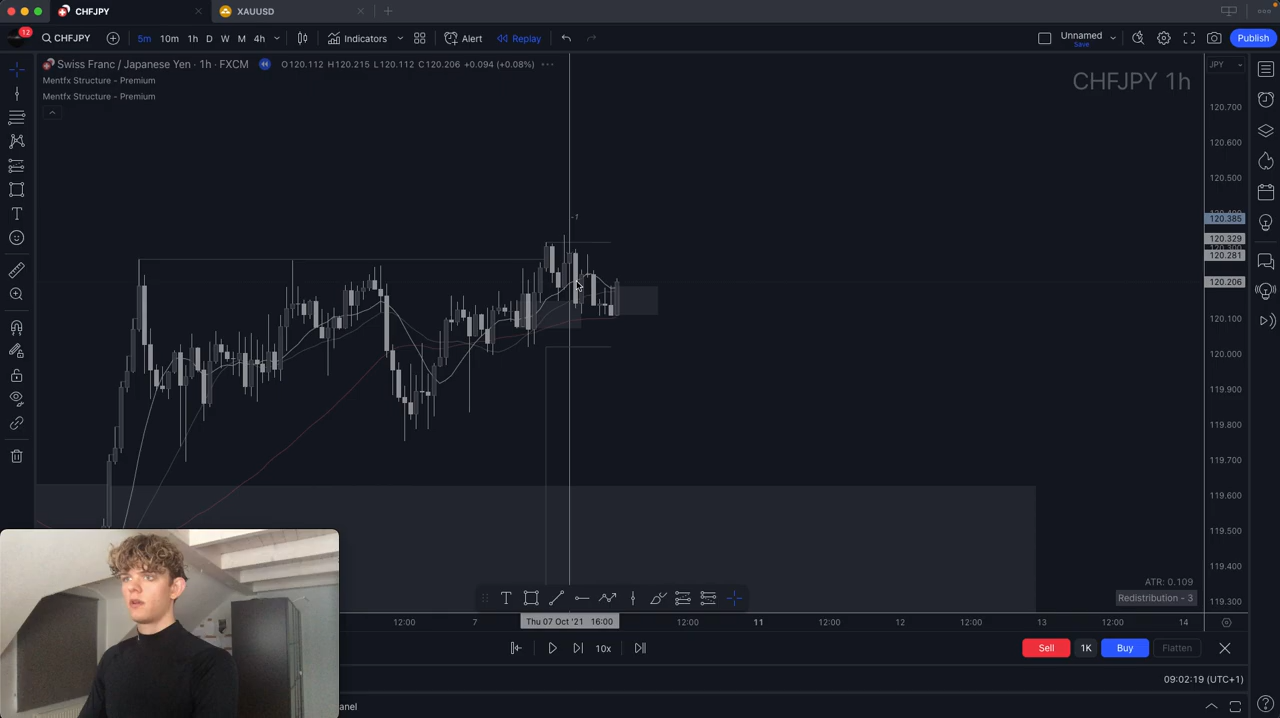 CHFJPY
XAUUSD
12
CHFJPY
5m 10m 1h D W M 4h
Indicators
Alert
Replay
Unnamed
Save
Publish
Swiss Franc / Japanese Yen · 1h · FXCM
O120.112 H120.215 L120.112 C120.206 +0.094 (+0.08%)
Mentfx Structure - Premium
Mentfx Structure - Premium
CHFJPY 1h
JPY
120.700
120.600
120.500
120.385
120.329
120.281
120.206
120.100
120.000
119.900
119.800
119.700
119.600
119.500
119.400
119.300
-1
ATR: 0.109
Redistribution - 3
12:00
7
Thu 07 Oct '21 16:00
12:00
11
12:00
12
12:00
13
12:00
14
10x
Sell
1K
Buy
Flatten
09:02:19 (UTC+1)
anel